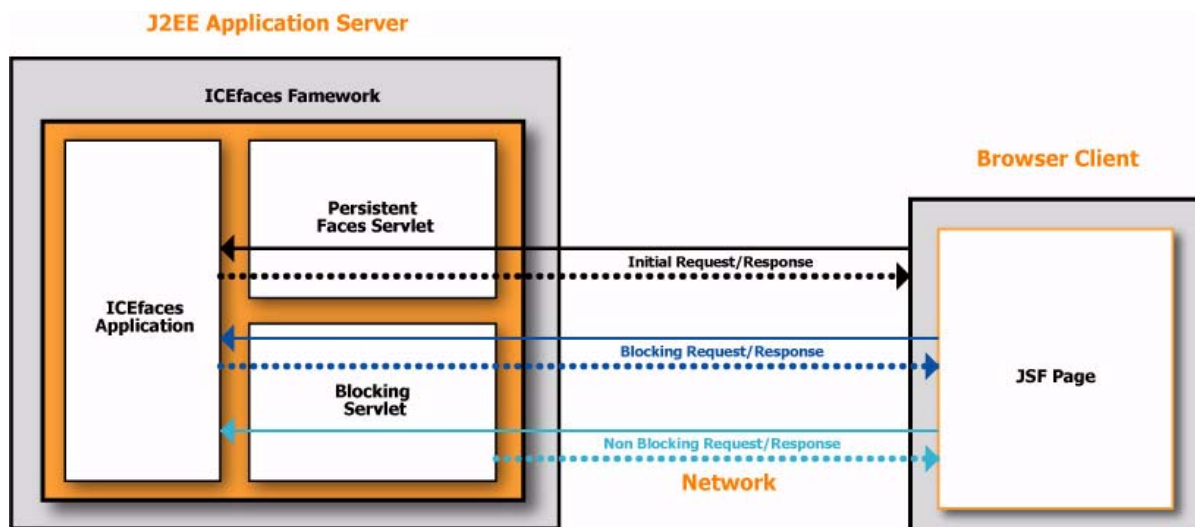 J2EE Application Server
ICEfaces Famework
Browser Client
Persistent
Faces Servlet
Initial Request/Response
ICEfaces
Application
Blocking Request/Response
JSF Page
Blocking
Servlet
Non Blocking Request/Response
Network